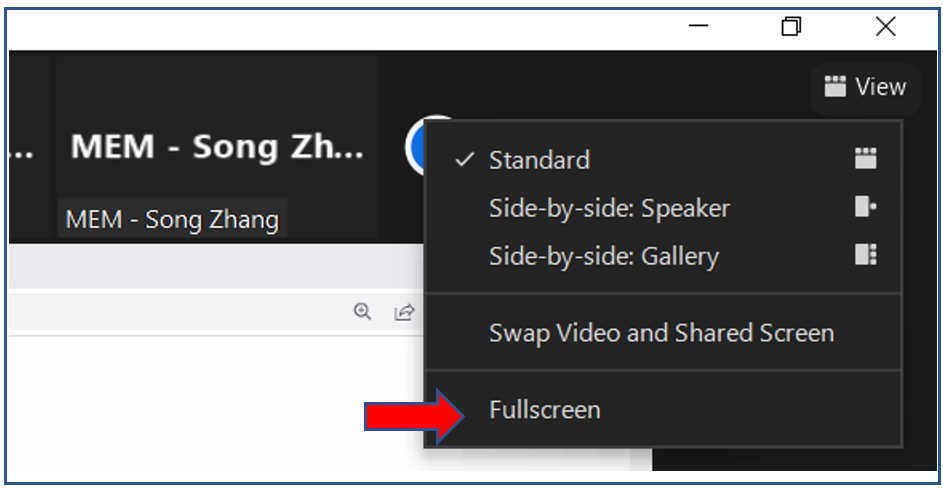 View
... MEM - Song Zh...
MEM - Song Zhang
Standard
Side-by-side: Speaker
Side-by-side: Gallery
Swap Video and Shared Screen
Fullscreen